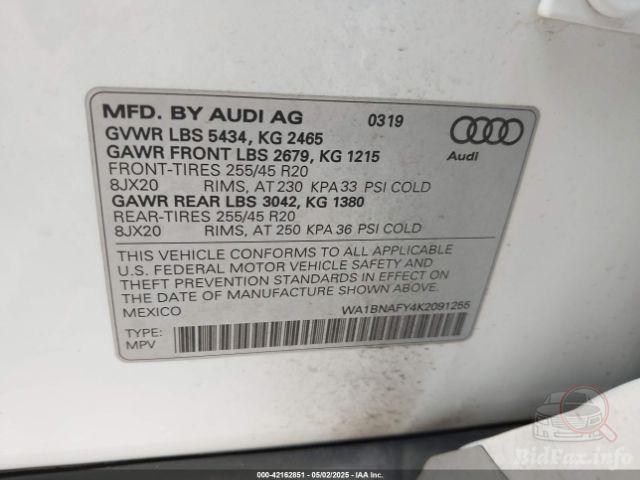 MFD. BY AUDI AG 0319
GVWR LBS 5434, KG 2465
GAWR FRONT LBS 2679, KG 1215
Audi
FRONT-TIRES 255/45 R20
8JX20 RIMS, AT 230 KPA 33 PSI COLD
GAWR REAR LBS 3042, KG 1380
REAR-TIRES 255/45 R20
8JX20 RIMS, AT 250 KPA 36 PSI COLD
THIS VEHICLE CONFORMS TO ALL APPLICABLE
U.S. FEDERAL MOTOR VEHICLE SAFETY AND
THEFT PREVENTION STANDARDS IN EFFECT ON
THE DATE OF MANUFACTURE SHOWN ABOVE.
MEXICO WA1BNAFY4K2091255
TYPE:
MPV
BidFax.info
000-42162851 - 05/02/2025 - IAA Inc.